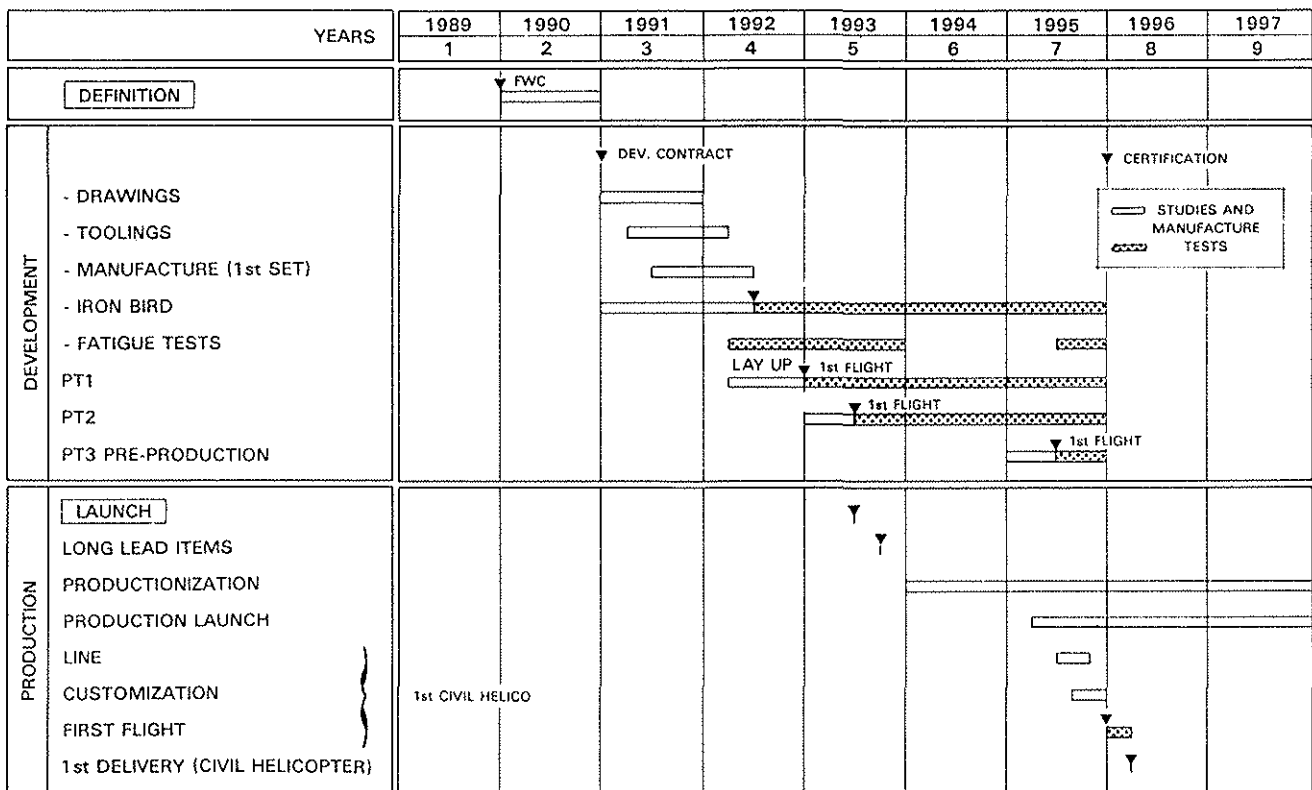 YEARS 1989 1990 1991 1992 1993 1994 1995 1996 1997
1 2 3 4 5 6 7 8 9
FWC
DEFINITION
DEVELOPMENT
DEV. CONTRACT CERTIFICATION
- DRAWINGS
STUDIES AND
MANUFACTURE
TESTS
- TOOLINGS
- MANUFACTURE (1st SET)
- IRON BIRD
- FATIGUE TESTS
LAY UP 1st FLIGHT
PT1
1st FLIGHT
PT2
1st FLIGHT
PT3 PRE-PRODUCTION
PRODUCTION
LAUNCH
LONG LEAD ITEMS
PRODUCTIONIZATION
PRODUCTION LAUNCH
LINE
CUSTOMIZATION 1st CIVIL HELICO
FIRST FLIGHT
1st DELIVERY (CIVIL HELICOPTER)